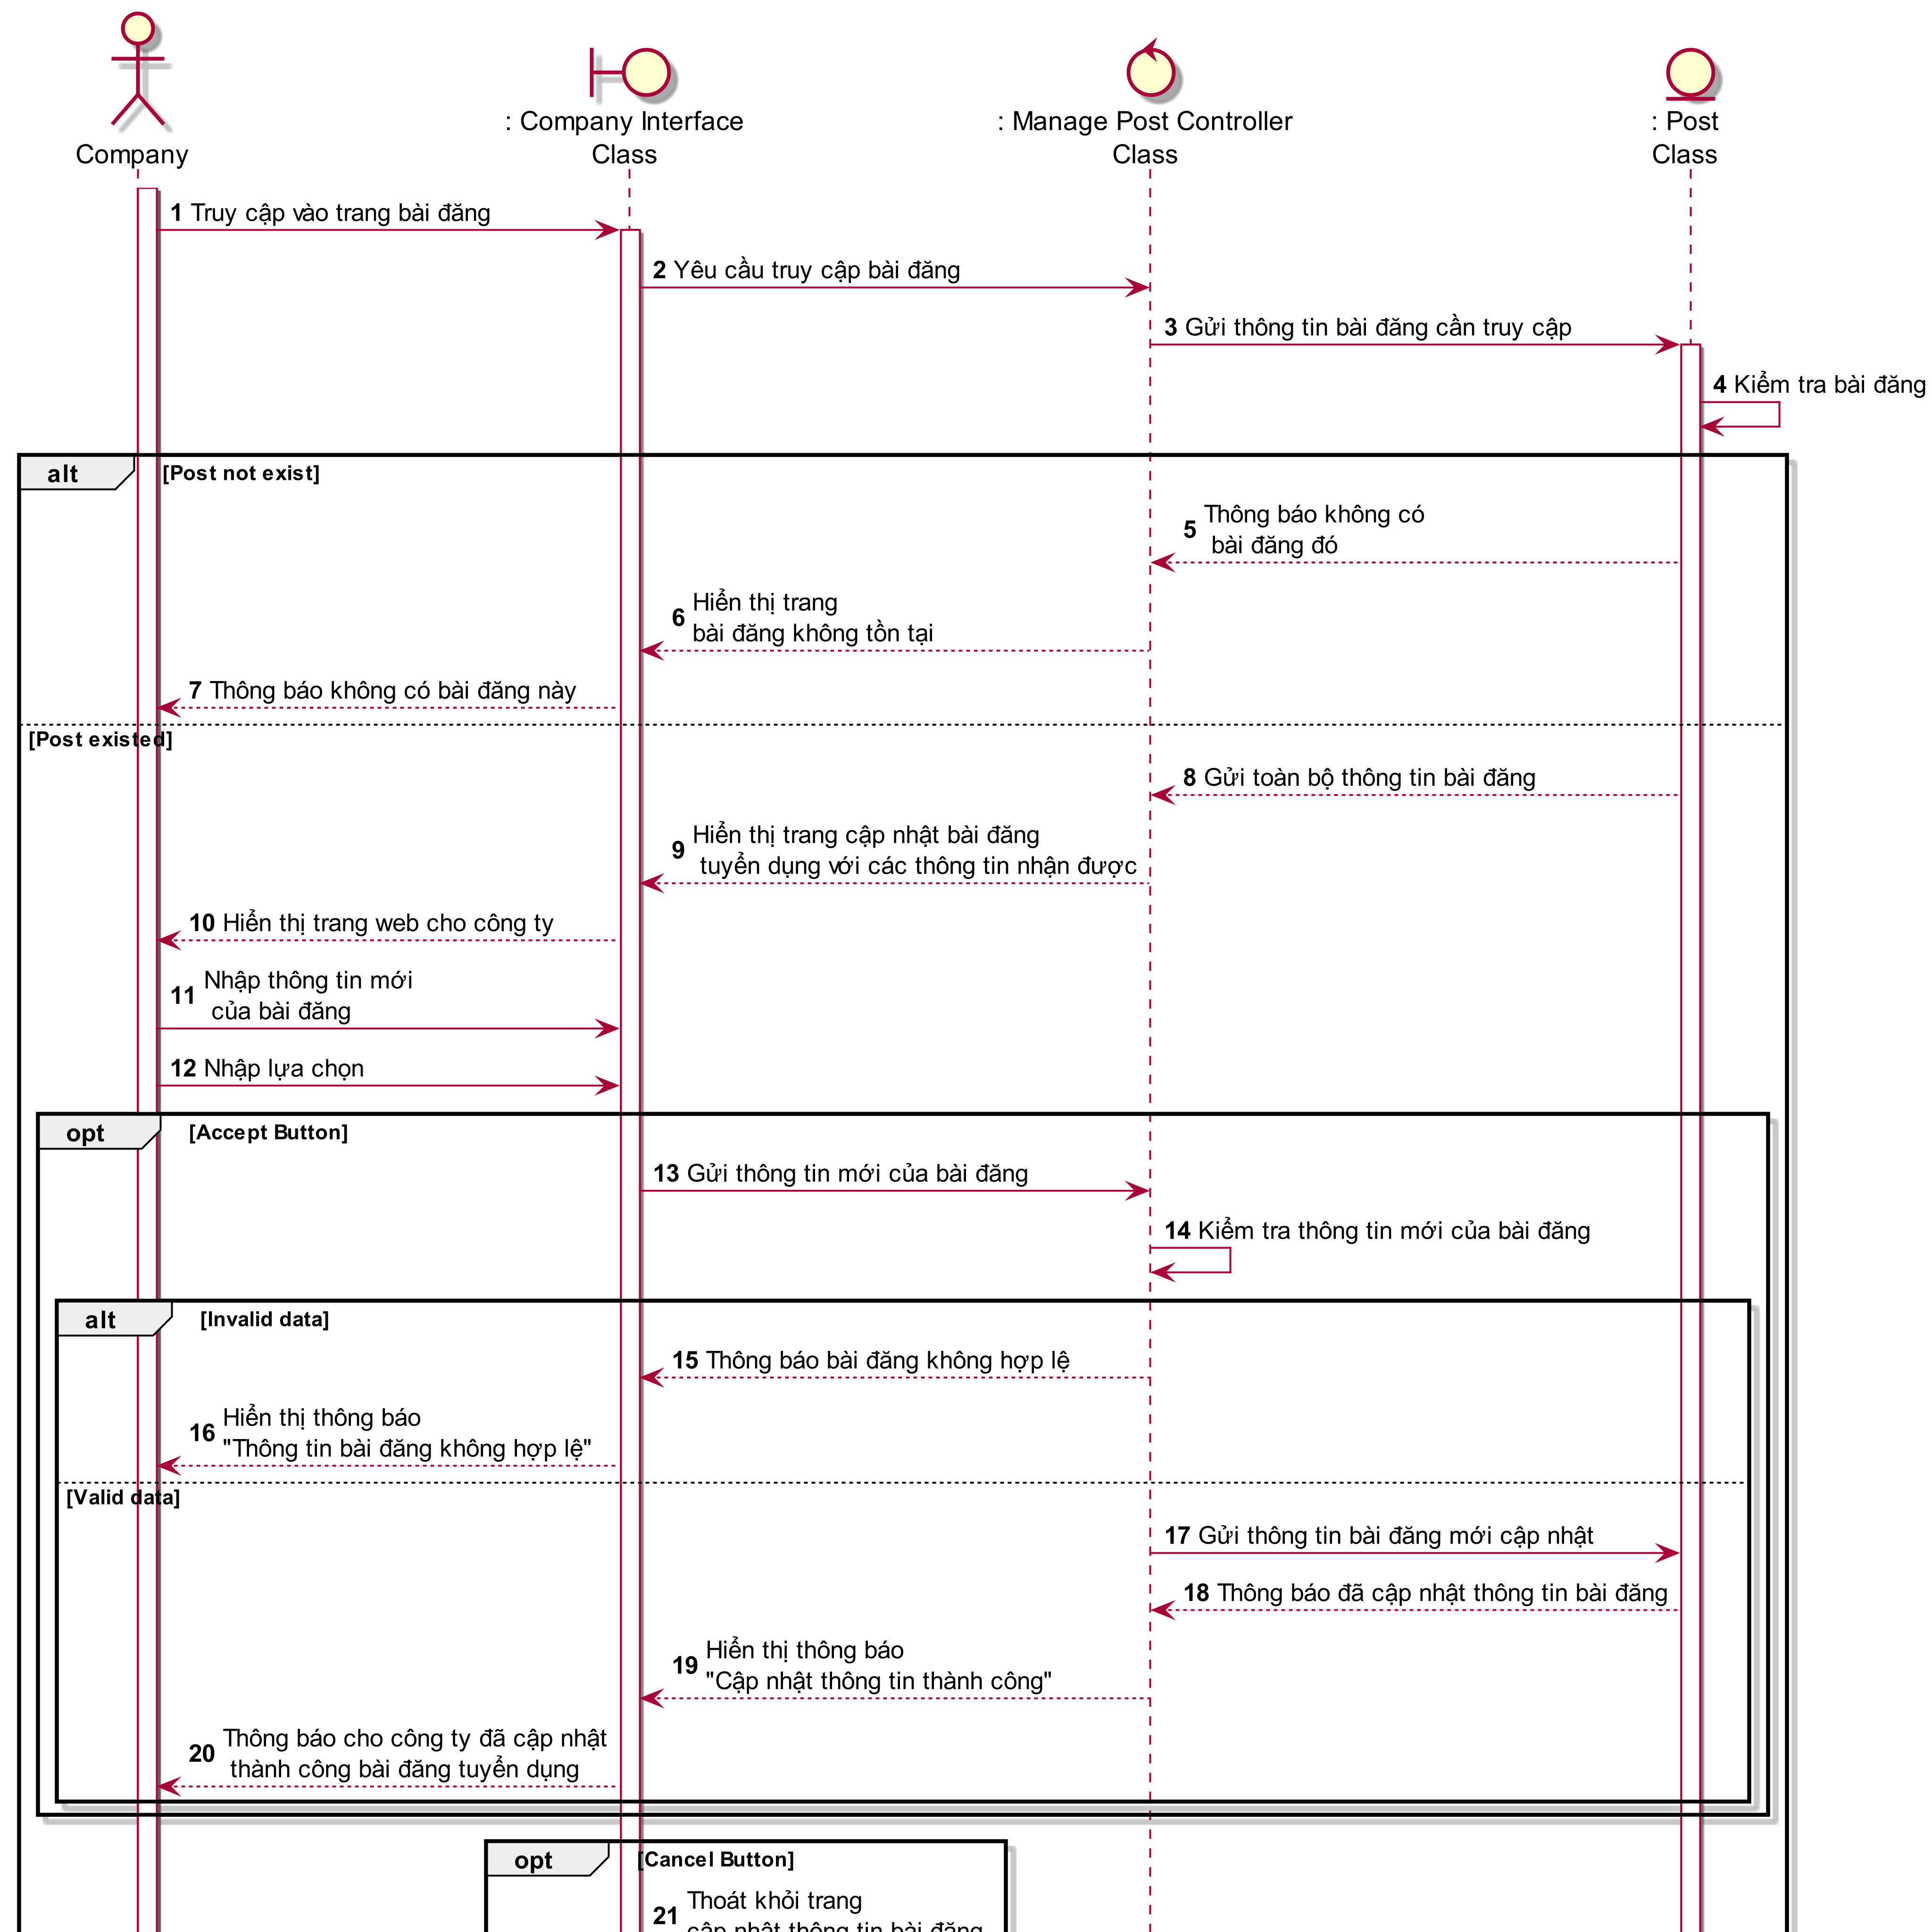 Company
: Company Interface
Class
: Manage Post Controller
Class
: Post
Class
1 Truy cập vào trang bài đăng
2 Yêu cầu truy cập bài đăng
3 Gửi thông tin bài đăng cần truy cập
4 Kiểm tra bài đăng
alt [Post not exist]
5 Thông báo không có
bài đăng đó
6 Hiển thị trang
bài đăng không tồn tại
7 Thông báo không có bài đăng này
[Post existed]
8 Gửi toàn bộ thông tin bài đăng
9 Hiển thị trang cập nhật bài đăng
tuyển dụng với các thông tin nhận được
10 Hiển thị trang web cho công ty
11 Nhập thông tin mới
của bài đăng
12 Nhập lựa chọn
opt [Accept Button]
13 Gửi thông tin mới của bài đăng
14 Kiểm tra thông tin mới của bài đăng
alt [Invalid data]
15 Thông báo bài đăng không hợp lệ
16 Hiển thị thông báo
"Thông tin bài đăng không hợp lệ"
[Valid data]
17 Gửi thông tin bài đăng mới cập nhật
18 Thông báo đã cập nhật thông tin bài đăng
19 Hiển thị thông báo
"Cập nhật thông tin thành công"
20 Thông báo cho công ty đã cập nhật
thành công bài đăng tuyển dụng
opt [Cancel Button]
21 Thoát khỏi trang
cập nhật thông tin bài đăng